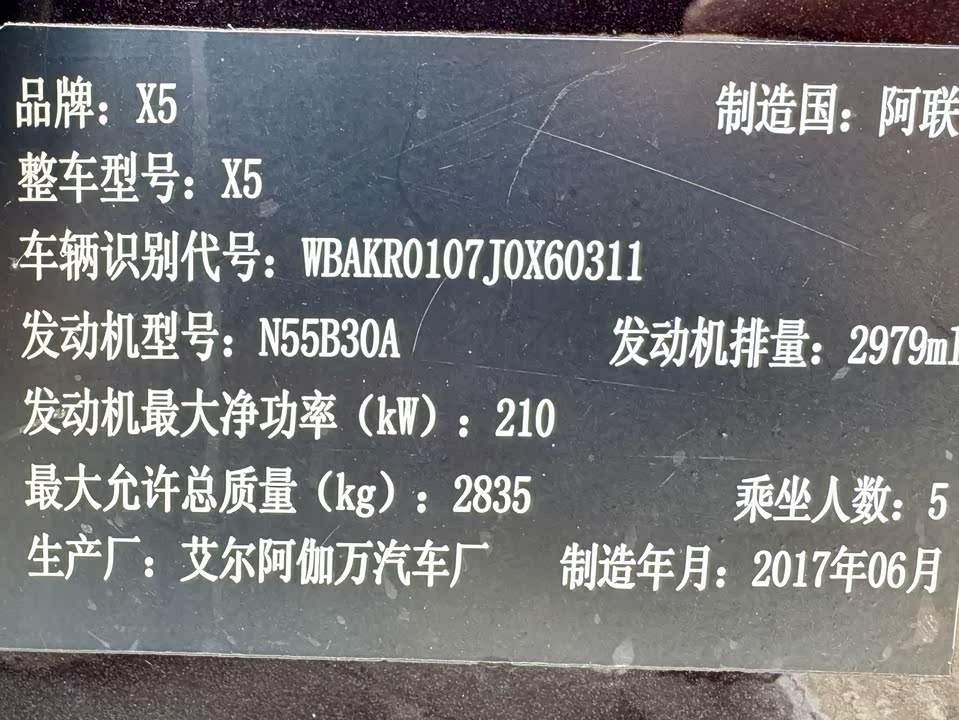 品牌：X5 制造国：阿联
整车型号：X5
车辆识别代号：WBAKR0107J0X60311
发动机型号：N55B30A 发动机排量：2979ml
发动机最大净功率（kW）：210
最大允许总质量（kg）：2835 乘坐人数：5
生产厂：艾尔阿伽万汽车厂 制造年月：2017年06月